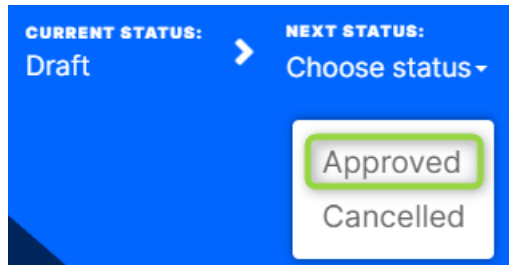 CURRENT STATUS:
Draft
NEXT STATUS:
Choose status
Approved
Cancelled